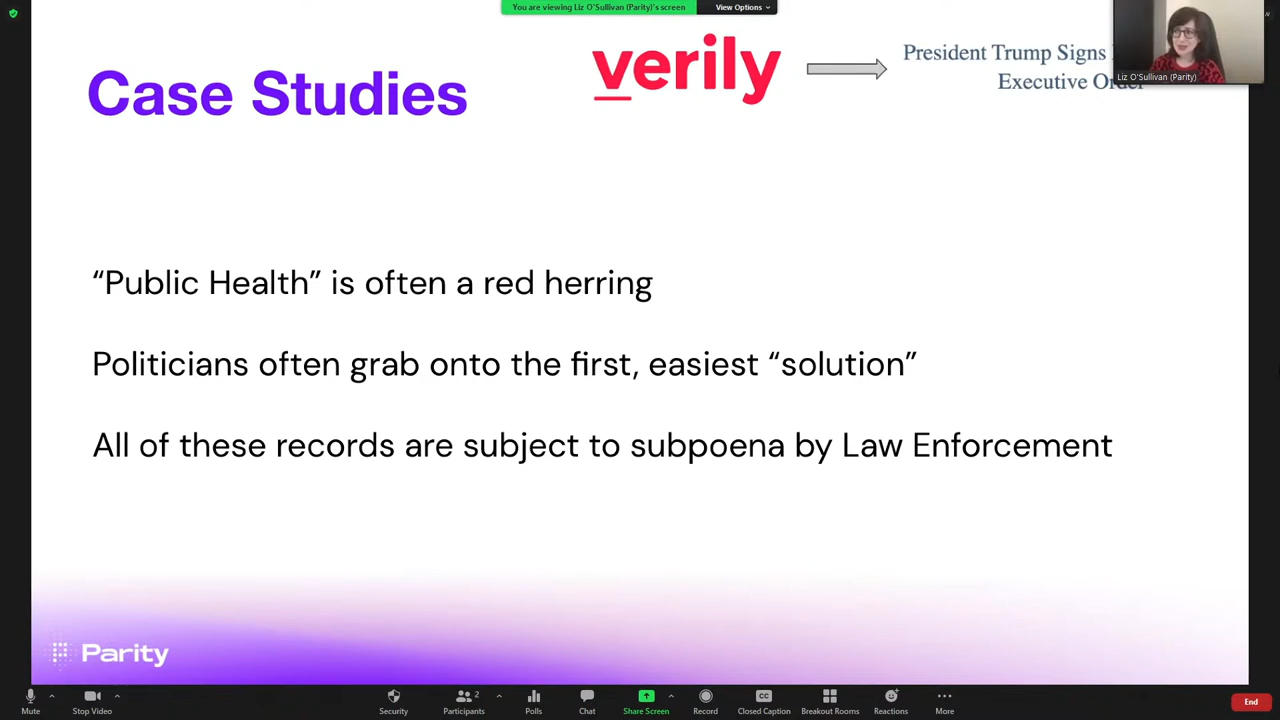 You are viewing Liz O'Sullivan (Parity)'s screen
View Options
Case Studies
verily
President Trump Signs
Executive Order
Liz O'Sullivan (Parity)
“Public Health” is often a red herring
Politicians often grab onto the first, easiest “solution”
All of these records are subject to subpoena by Law Enforcement
Parity
Mute
Stop Video
Security
Participants
2
Polls
Chat
Share Screen
Record
CC
Closed Caption
Breakout Rooms
Reactions
More
End